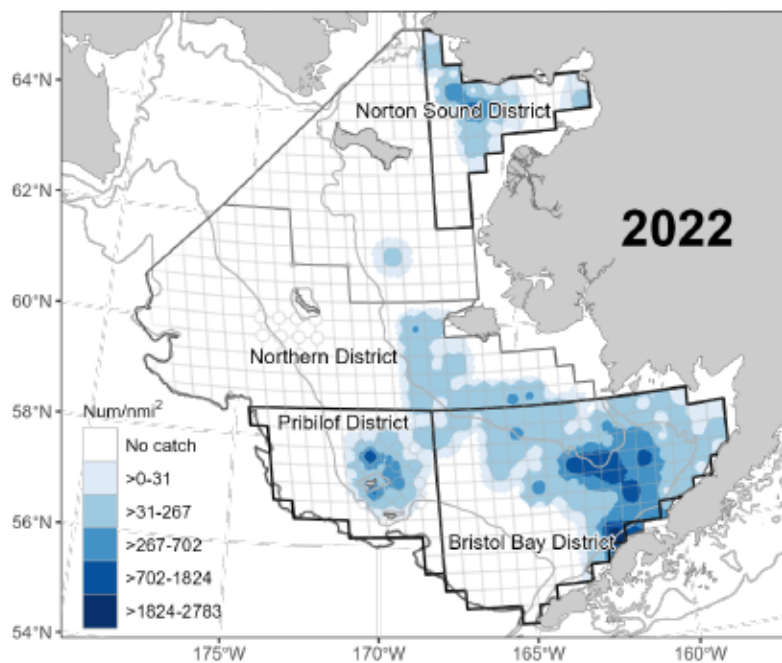 64°N
Norton Sound District
62°N
2022
60°N
Northern District
58°N
Num/nmi²
Pribilof District
No catch
>0-31
>31-267
56°N
>267-702
Bristol Bay District
>702-1824
>1824-2783
54°N
175°W
170°W
165°W
160°W